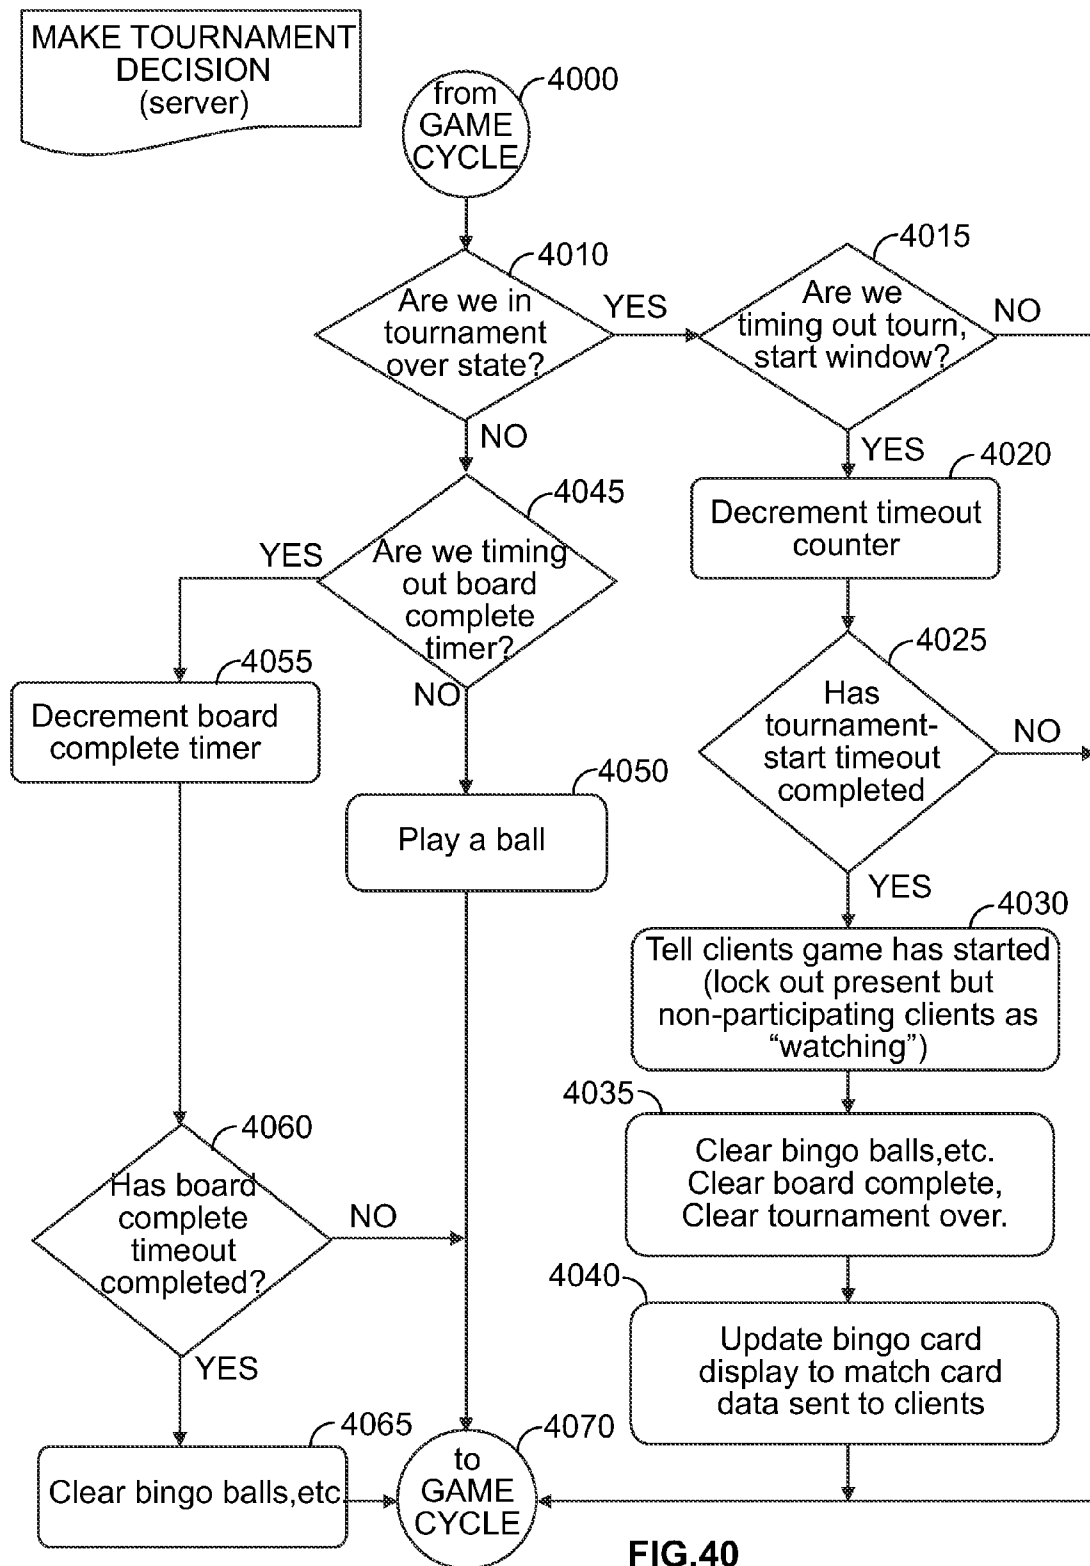 MAKE TOURNAMENT
DECISION
(server)
from
GAME
CYCLE
4000
4010
Are we in
tournament
over state?
YES
NO
4015
Are we
timing out tourn,
start window?
NO
YES
4020
Decrement timeout
counter
4045
Are we timing
out board
complete
timer?
YES
NO
4025
Has
tournament-
start timeout
completed
NO
YES
4055
Decrement board
complete timer
4050
Play a ball
4030
Tell clients game has started
(lock out present but
non-participating clients as
“watching”)
4035
Clear bingo balls,etc.
Clear board complete,
Clear tournament over.
4060
Has board
complete
timeout
completed?
NO
YES
4040
Update bingo card
display to match card
data sent to clients
4065
Clear bingo balls,etc.
4070
to
GAME
CYCLE
FIG.40